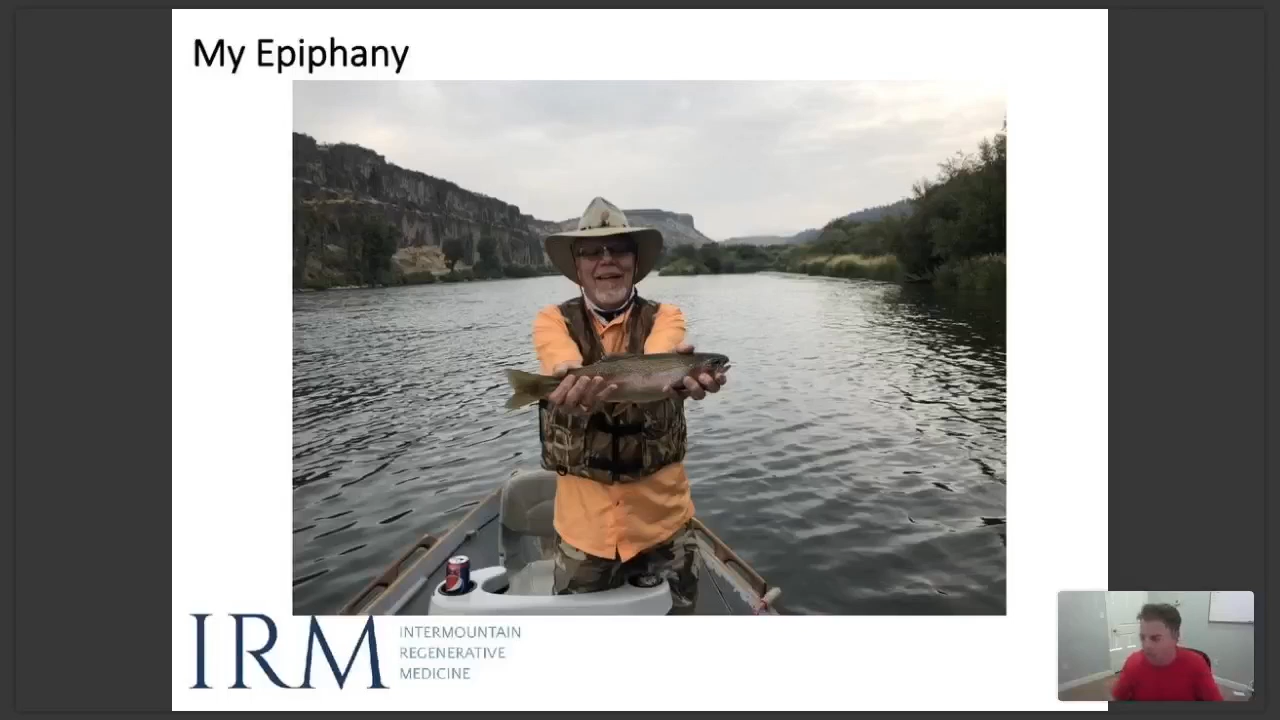 My Epiphany
IRM
INTERMOUNTAIN
REGENERATIVE
MEDICINE